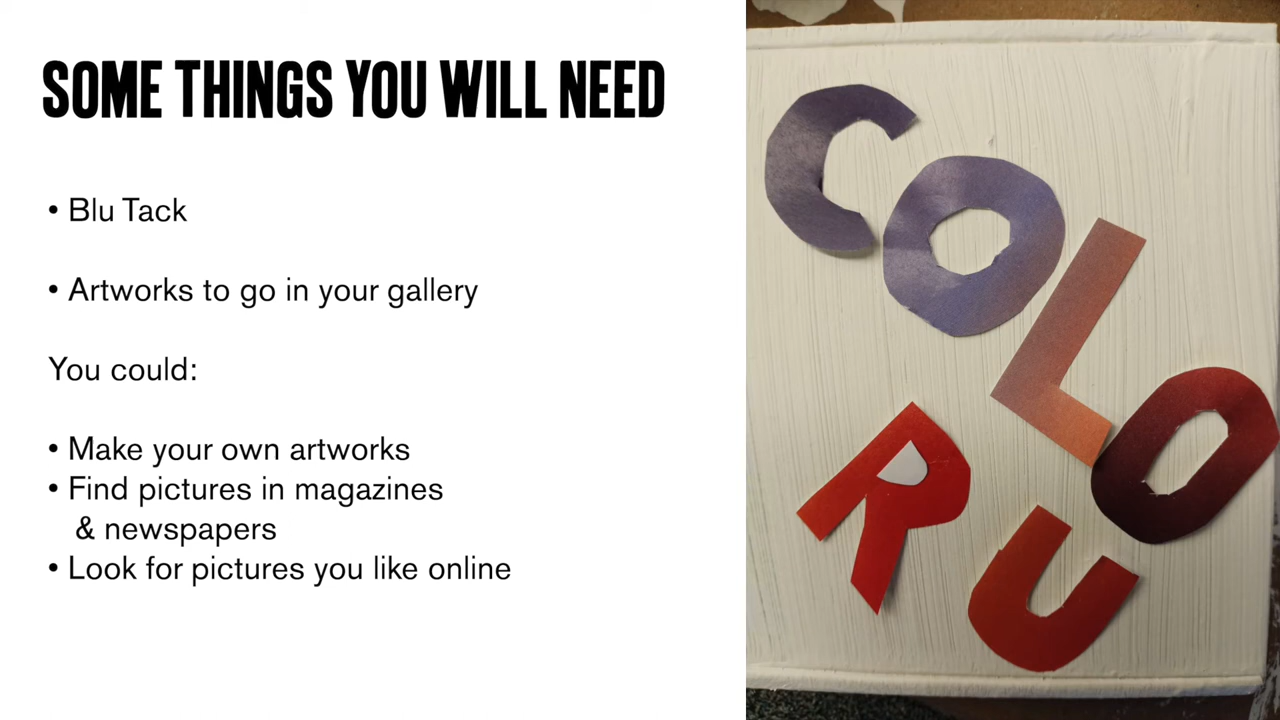 SOME THINGS YOU WILL NEED
• Blu Tack
• Artworks to go in your gallery
You could:
• Make your own artworks
• Find pictures in magazines
& newspapers
• Look for pictures you like online
COLO
RU